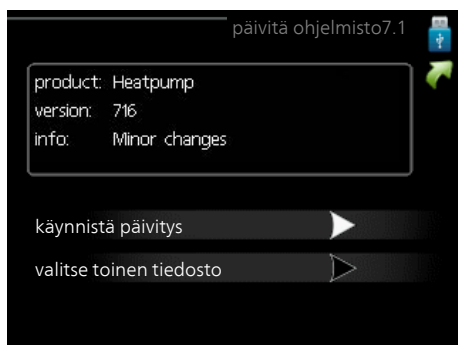 päivitä ohjelmisto7.1
product: Heatpump
version: 716
info: Minor changes
käynnistä päivitys
valitse toinen tiedosto